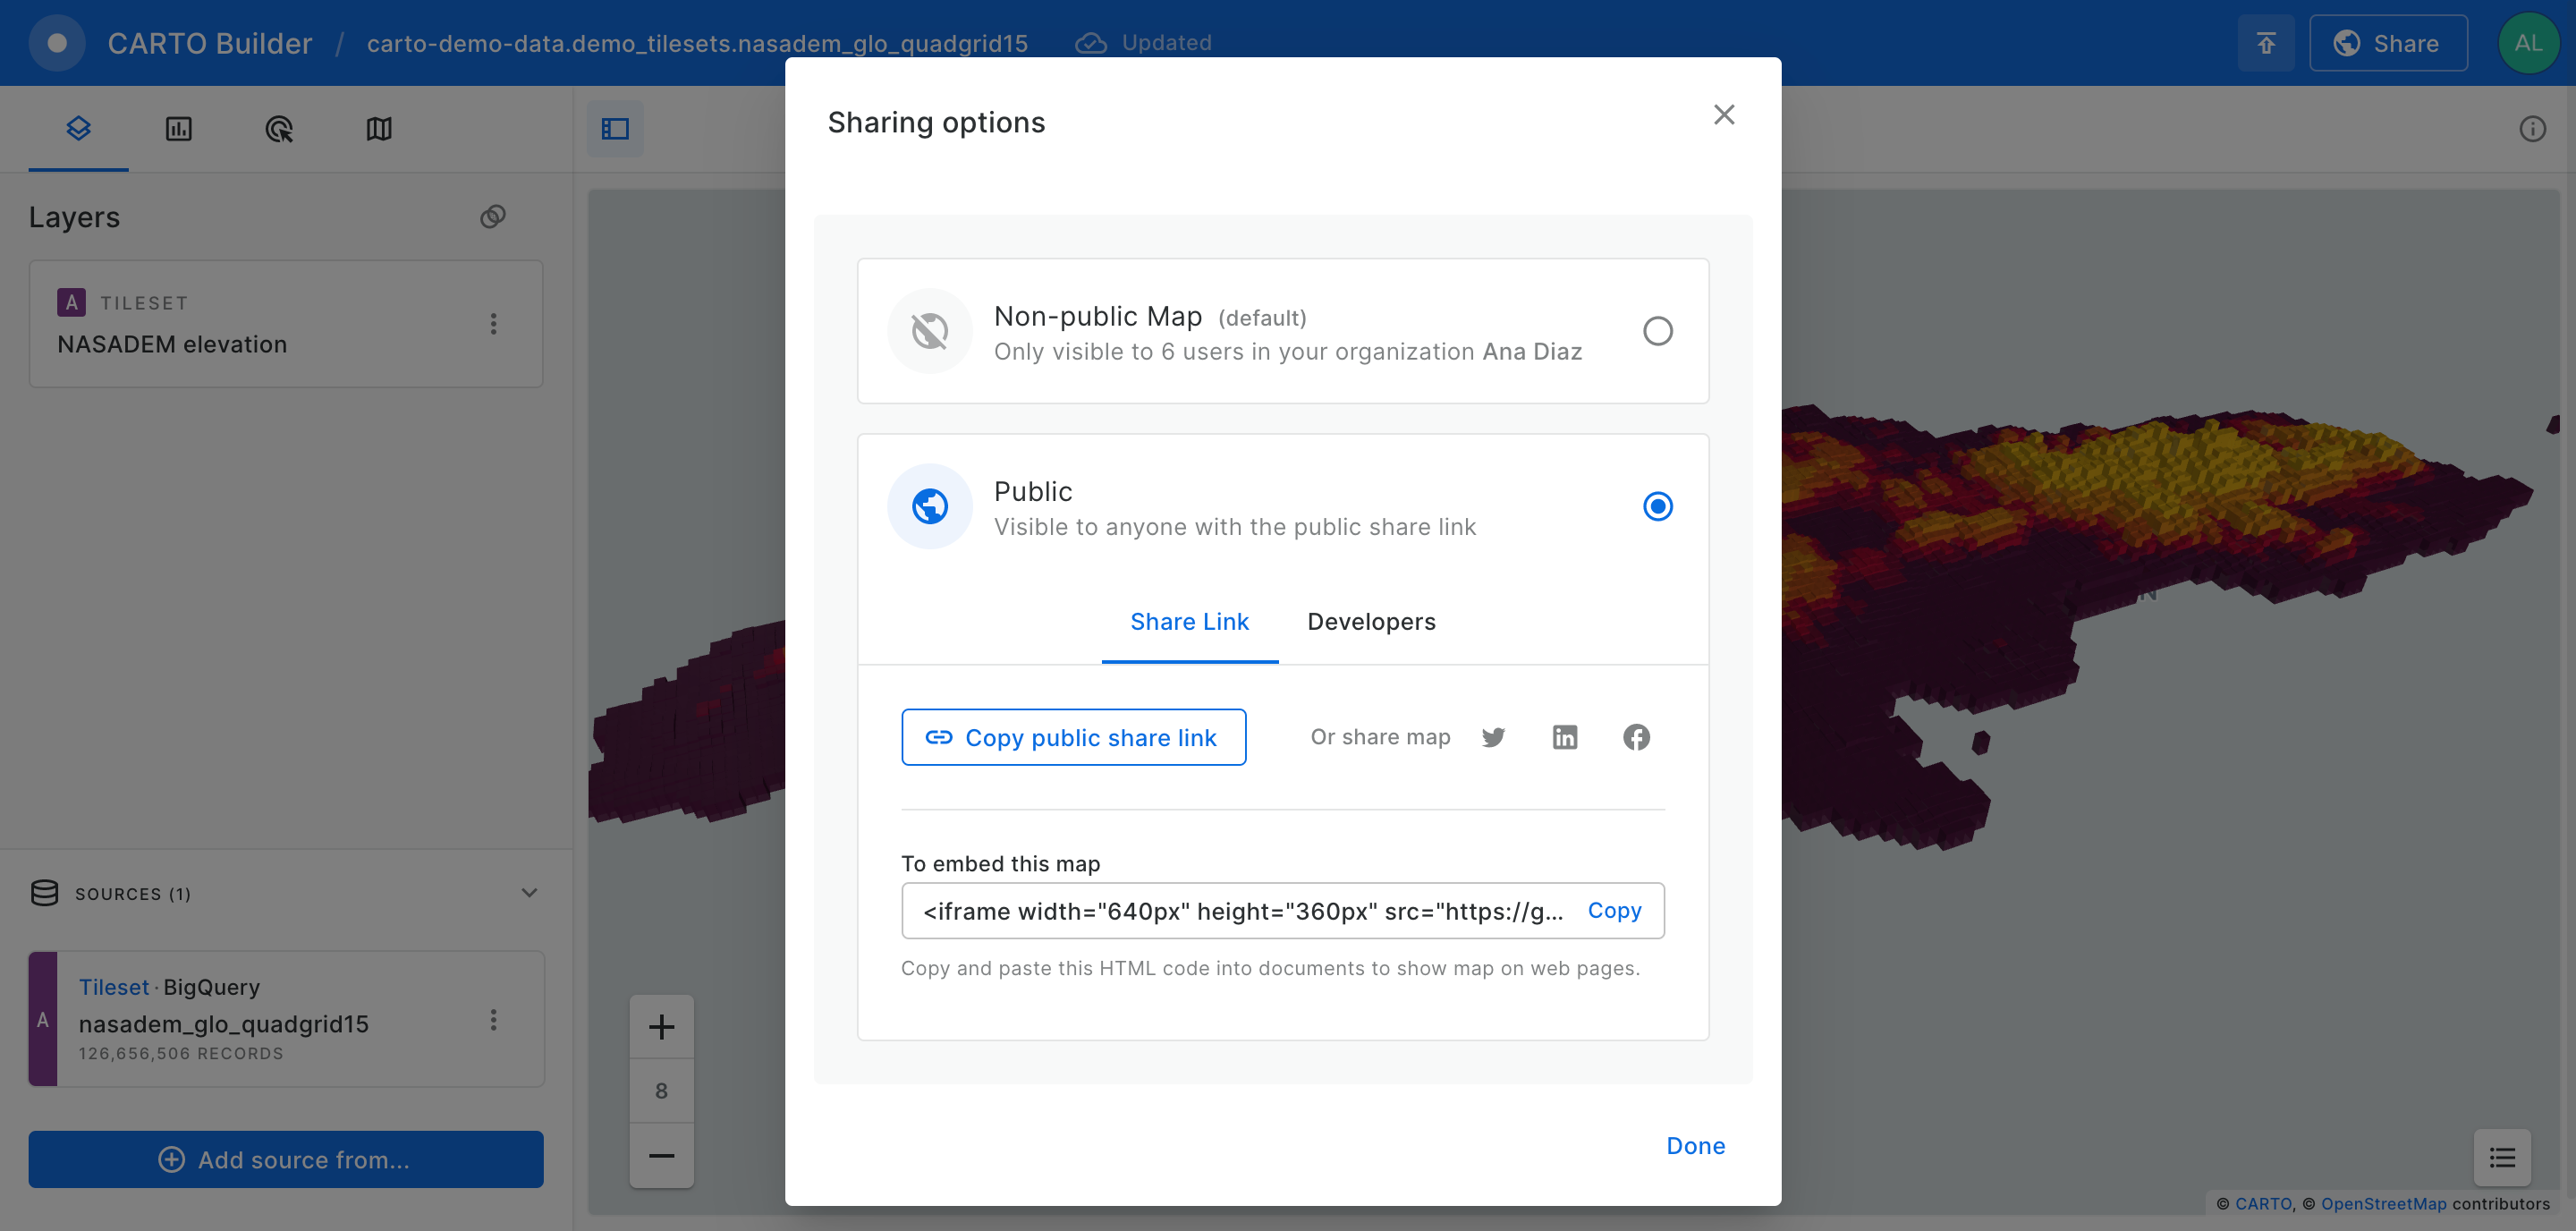 CARTO Builder / carto-demo-data.demo_tilesets.nasadem_glo_quadgrid15 Updated
Share
AL
Sharing options
Layers
A TILESET
NASADEM elevation
Non-public Map (default)
Only visible to 6 users in your organization Ana Diaz
Public
Visible to anyone with the public share link
Share Link Developers
Copy public share link
Or share map
To embed this map
<iframe width="640px" height="360px" src="https://g... Copy
Copy and paste this HTML code into documents to show map on web pages.
Done
SOURCES (1)
A
Tileset · BigQuery
nasadem_glo_quadgrid15
126,656,506 RECORDS
Add source from...
8
N
© CARTO, © OpenStreetMap contributors